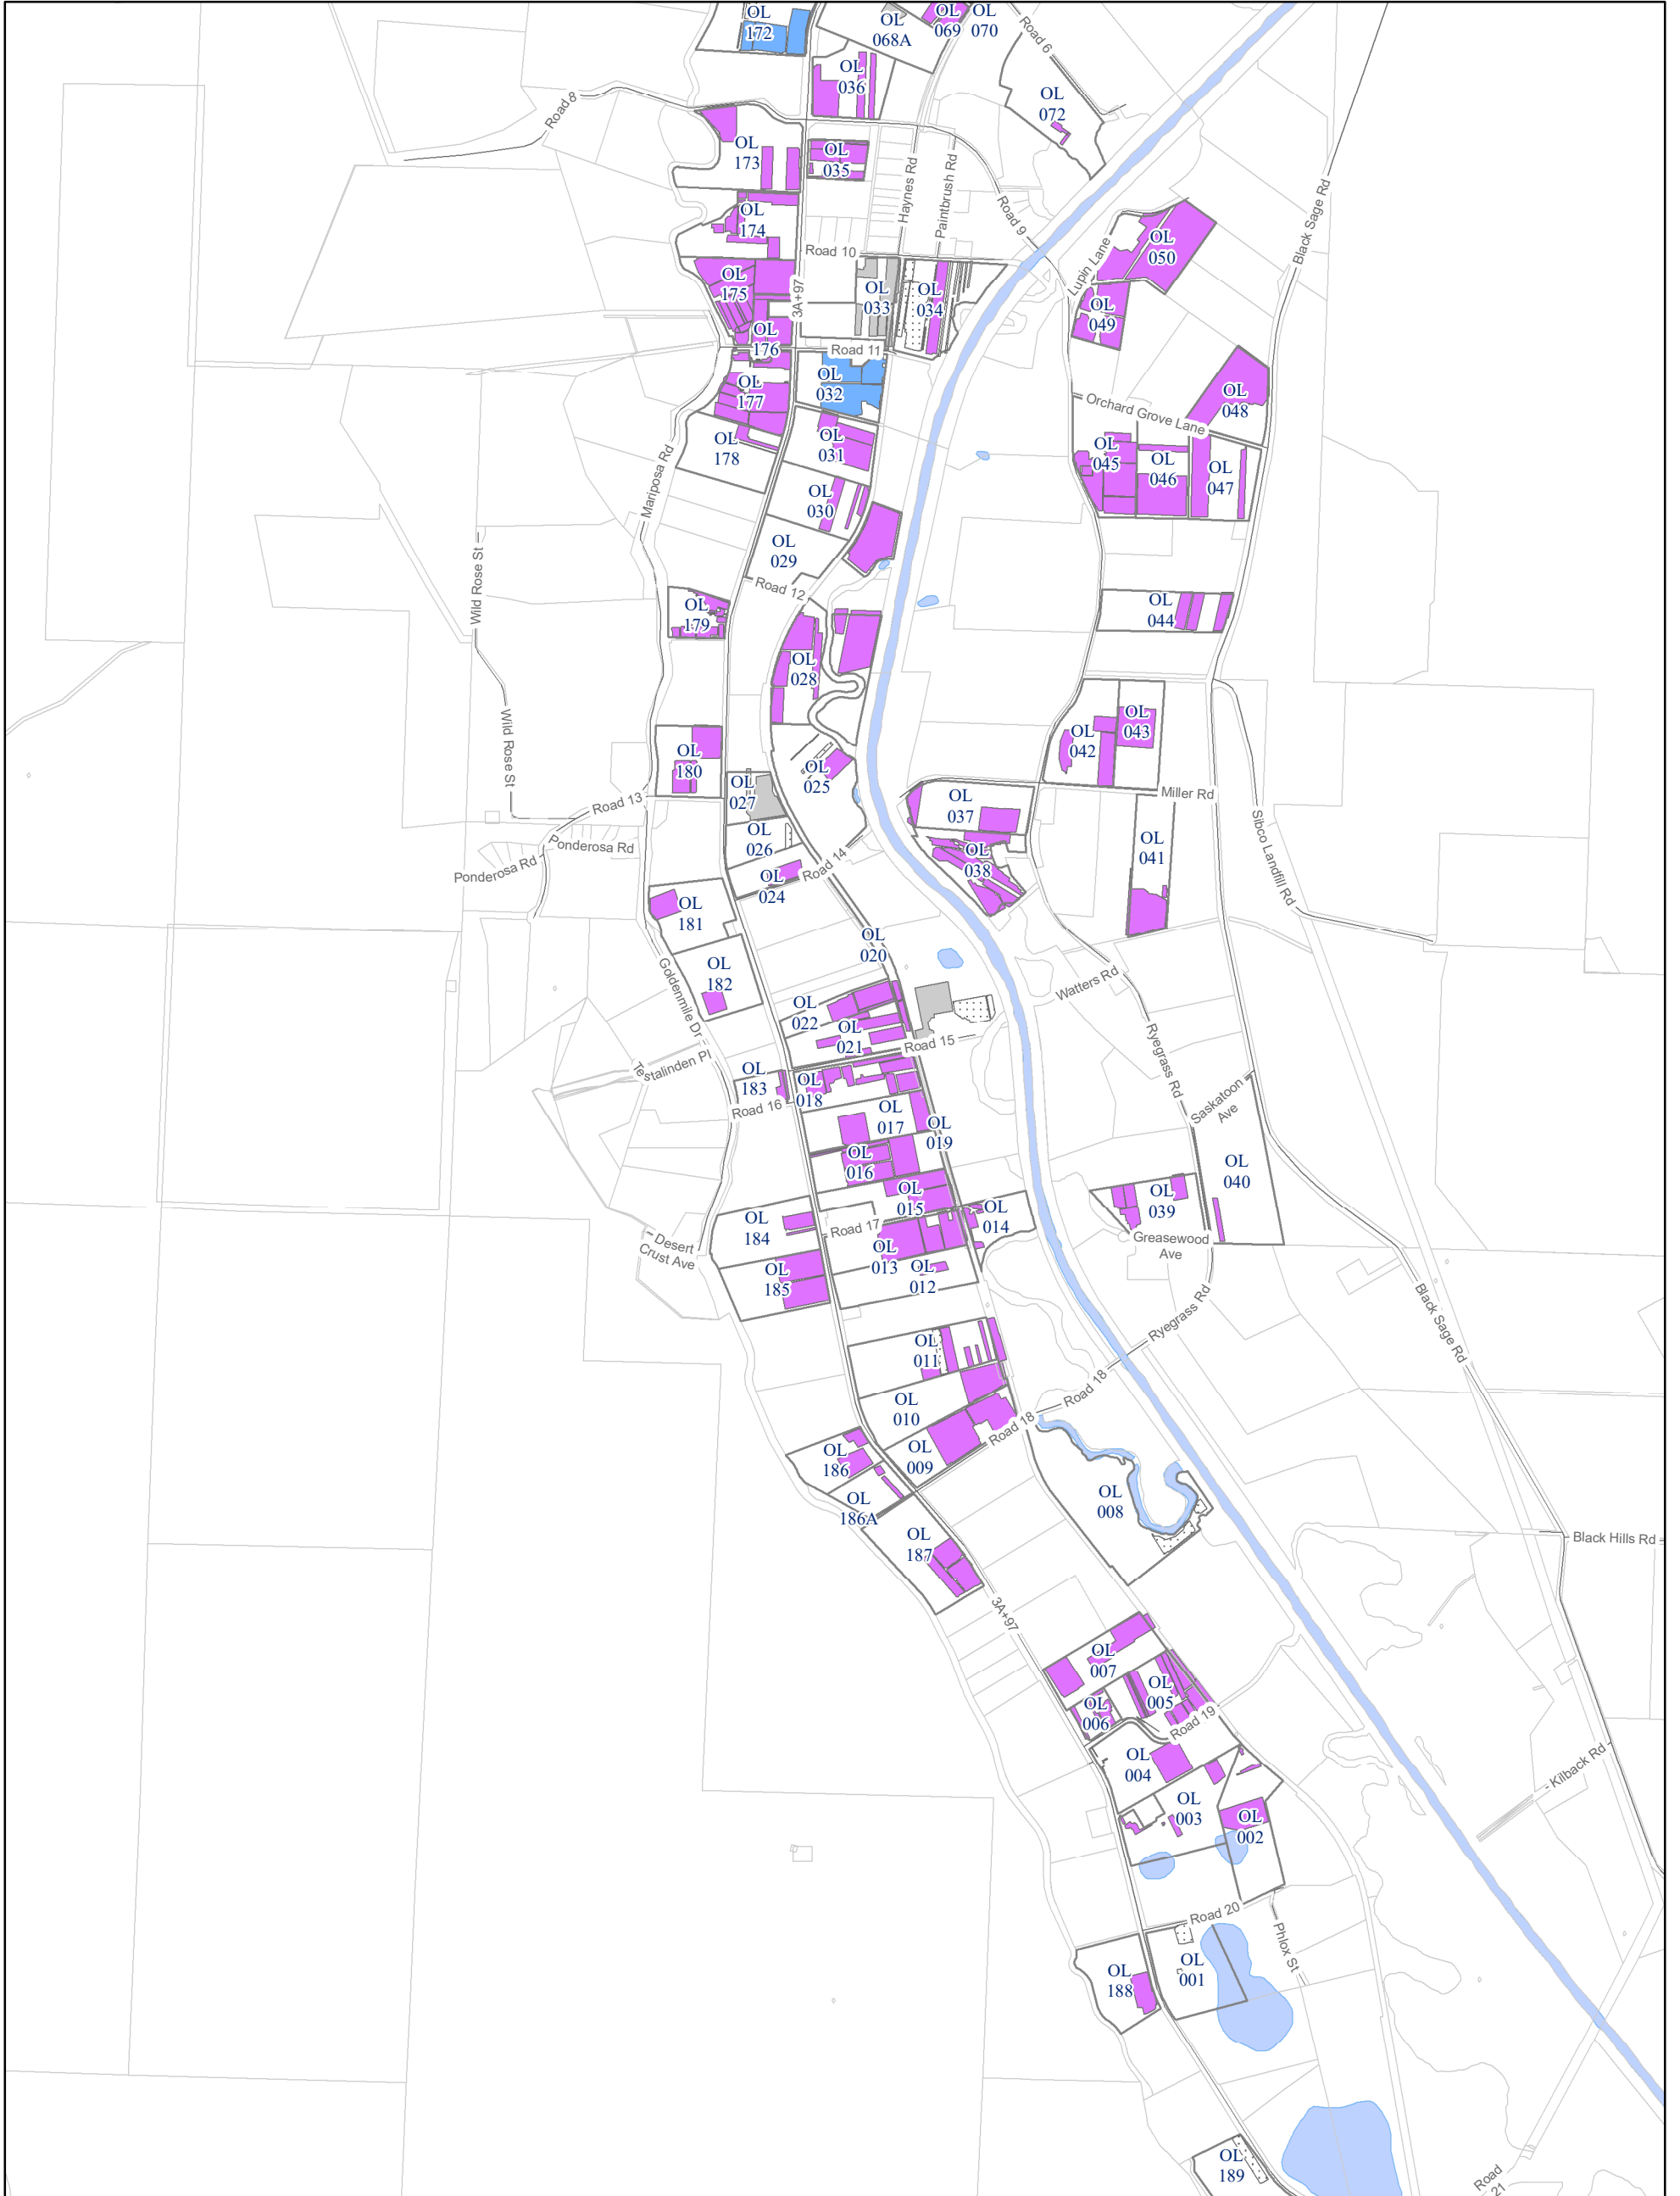 OL
172
OL
068A
OL
069
OL
070
Road 6
OL
036
OL
072
Road 8
OL
173
OL
035
Haynes Rd
Paintbrush Rd
Road 9
Black Sage Rd
OL
174
Road 10
Lupin Lane
OL
050
OL
175
3A+97
OL
033
OL
034
OL
049
OL
176
Road 11
OL
177
OL
032
Orchard Grove Lane
OL
048
OL
178
OL
031
Mariposa Rd
OL
045
OL
046
OL
047
OL
030
Wild Rose St
OL
029
Road 12
OL
179
OL
044
OL
028
Wild Rose St
OL
042
OL
043
OL
180
OL
027
OL
025
Road 13
OL
037
Miller Rd
Ponderosa Rd
Ponderosa Rd
OL
026
OL
024
Road 14
OL
038
OL
041
Sibco Landfill Rd
OL
181
OL
020
OL
182
Goldenmile Dr
Watters Rd
OL
022
OL
021
Road 15
Ryegrass Rd
Testalinden Pl
OL
183
OL
018
Road 16
Saskatoon
Ave
OL
017
OL
019
OL
016
OL
040
OL
015
OL
039
OL
184
Road 17
OL
014
Desert
Crust Ave
Greasewood
Ave
OL
013
OL
185
OL
012
Ryegrass Rd
Black Sage Rd
OL
011
OL
010
Road 18
Road 18
OL
186
OL
009
OL
186A
OL
008
OL
187
Black Hills Rd
3A+97
OL
007
OL
005
OL
006
Road 19
OL
004
Kilback Rd
OL
003
OL
002
Road 20
Phlox St
OL
188
OL
001
OL
189
Road
21